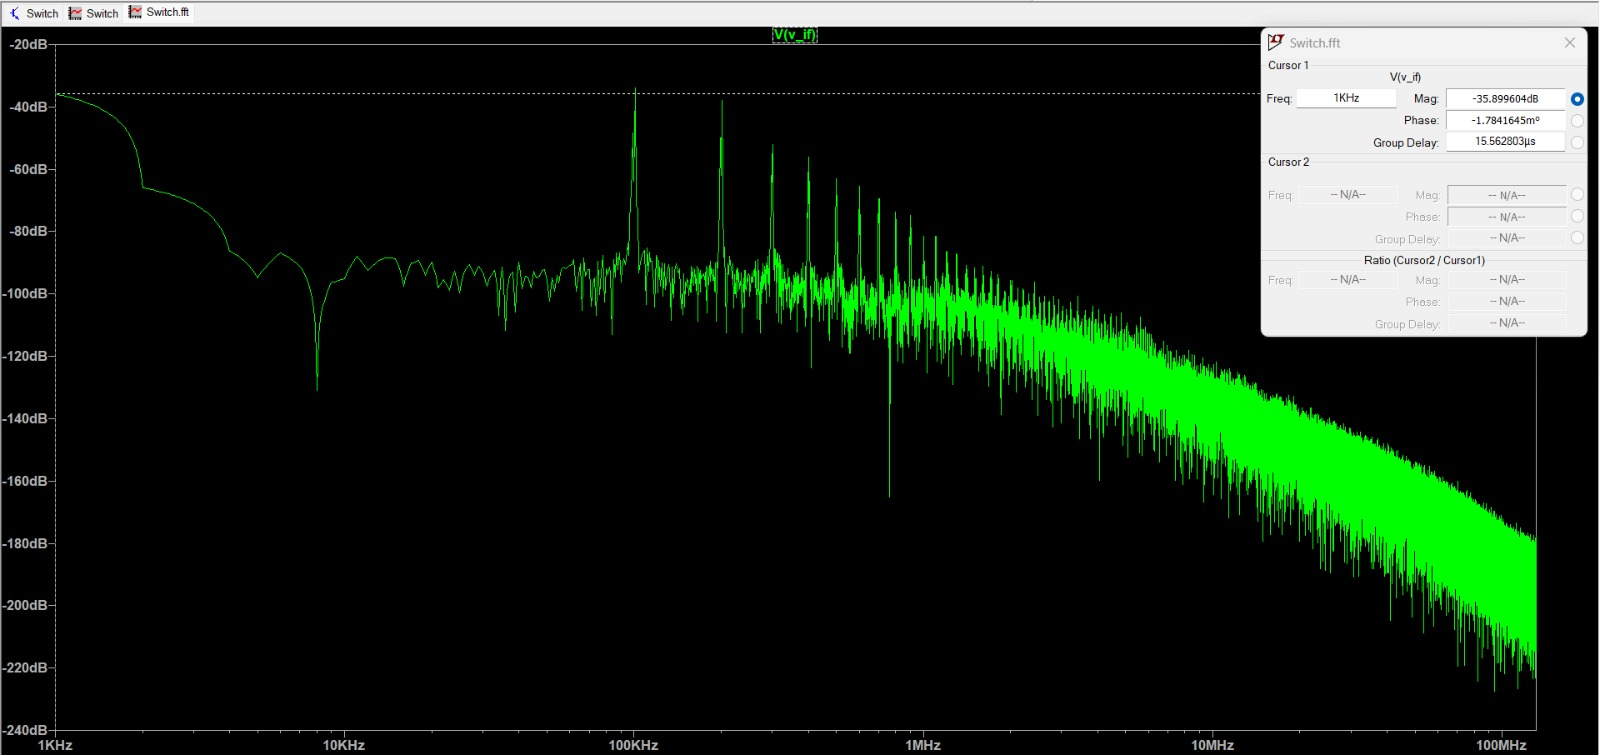 Switch Switch Switch.fft
V(v_if)
-20dB
-40dB
-60dB
-80dB
-100dB
-120dB
-140dB
-160dB
-180dB
-200dB
-220dB
-240dB
1KHz 10KHz 100KHz 1MHz 10MHz 100MHz
Switch.fft
Cursor 1
V(v_if)
Freq: 1KHz Mag: -35.899604dB
Phase: -1.7841645m°
Group Delay: 15.562803µs
Cursor 2
Freq: -- N/A-- Mag: -- N/A--
Phase: -- N/A--
Group Delay: -- N/A--
Ratio (Cursor2 / Cursor1)
Freq: -- N/A-- Mag: -- N/A--
Phase: -- N/A--
Group Delay: -- N/A--